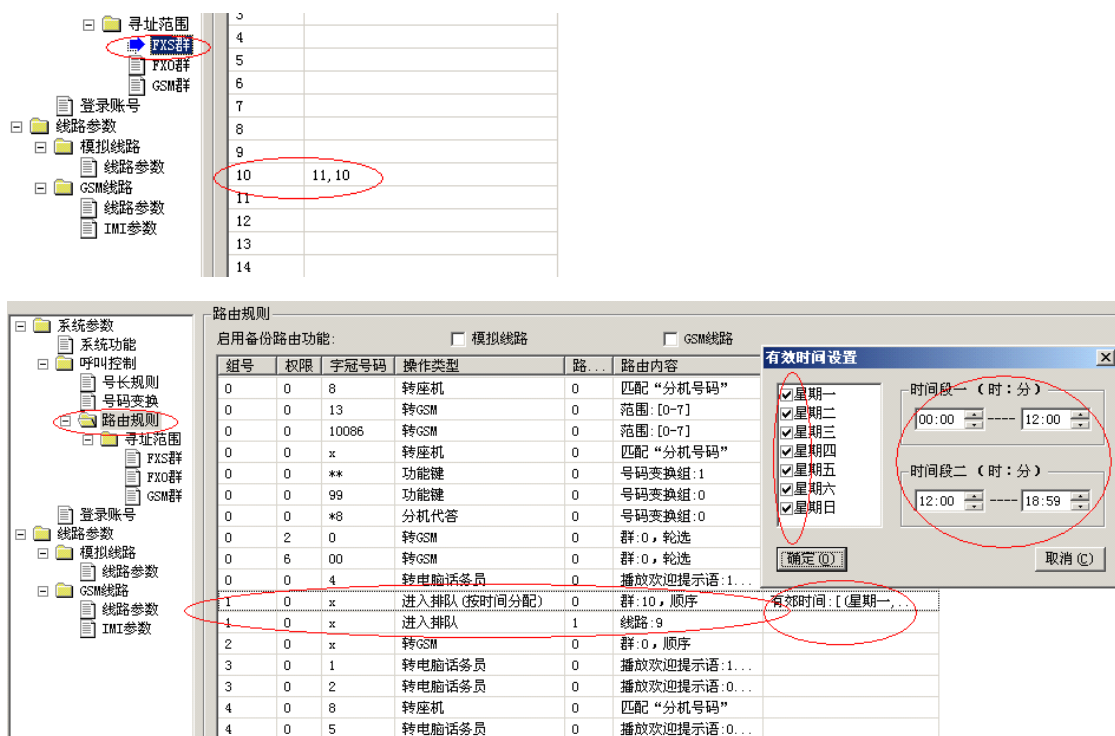 寻址范围
FXS群
FXO群
GSM群
登录账号
线路参数
模拟线路
线路参数
GSM线路
线路参数
IMI参数
3
4
5
6
7
8
9
10 11,10
11
12
13
14
系统参数
系统功能
呼叫控制
号长规则
号码变换
路由规则
寻址范围
FXS群
FXO群
GSM群
登录账号
线路参数
模拟线路
线路参数
GSM线路
线路参数
IMI参数
路由规则
启用备份路由功能: 模拟线路 GSM线路
组号 权限 字冠号码 操作类型 路... 路由内容
0 0 8 转座机 0 匹配“分机号码”
0 0 13 转GSM 0 范围:[0-7]
0 0 10086 转GSM 0 范围:[0-7]
0 0 x 转座机 0 匹配“分机号码”
0 0 ** 功能键 0 号码变换组:1
0 0 99 功能键 0 号码变换组:0
0 0 *8 分机代答 0 号码变换组:0
0 2 0 转GSM 0 群:0，轮选
0 6 00 转GSM 0 群:0，轮选
0 0 4 转电脑话务员 0 播放欢迎提示语:1...
1 0 x 进入排队(按时间分配) 0 群:10，顺序 有效时间:[(星期一,...
1 0 x 进入排队 1 线路:9
2 0 x 转GSM 0 群:0，顺序
3 0 1 转电脑话务员 0 播放欢迎提示语:1...
3 0 2 转电脑话务员 0 播放欢迎提示语:0...
4 0 8 转座机 0 匹配“分机号码”
4 0 5 转电脑话务员 0 播放欢迎提示语:0...
有效时间设置
星期一
星期二
星期三
星期四
星期五
星期六
星期日
时间段一 (时:分)
00:00 ---- 12:00
时间段二 (时:分)
12:00 ---- 18:59
确定(O) 取消(C)